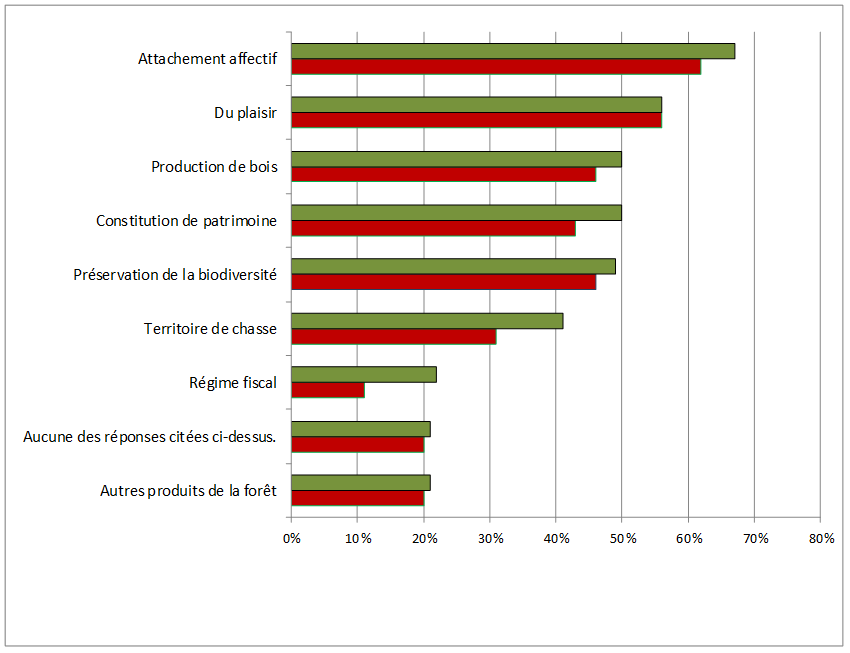 Attachement affectif
Du plaisir
Production de bois
Constitution de patrimoine
Préservation de la biodiversité
Territoire de chasse
Régime fiscal
Aucune des réponses citées ci-dessus.
Autres produits de la forêt
0% 10% 20% 30% 40% 50% 60% 70% 80%